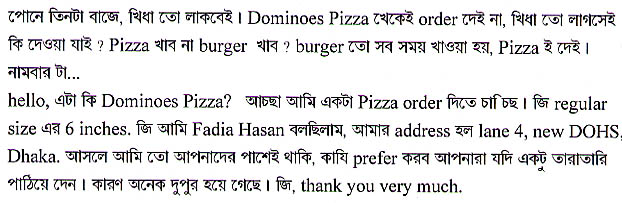 পোনে তিনটা বাজে, খিধা তো লাকবেই । Dominoes Pizza থেকেই order দেই না, খিধা তো লাগসেই
কি দেওয়া যাই ? Pizza খাব না burger খাব ? burger তো সব সময় খাওয়া হয়, Pizza ই দেই ।
নামবার টা...
hello, এটা কি Dominoes Pizza? আচছা আমি একটা Pizza order দিতে চাচিছ । জি regular
size এর 6 inches. জি আমি Fadia Hasan বলছিলাম, আমার address হল lane 4, new DOHS,
Dhaka. আসলে আমি তো আপনাদের পাশেই থাকি, কাযি prefer করব আপনারা যদি একটু তারাতারি
পাঠিয়ে দেন । কারণ অনেক দুপুর হয়ে গেছে । জি, thank you very much.